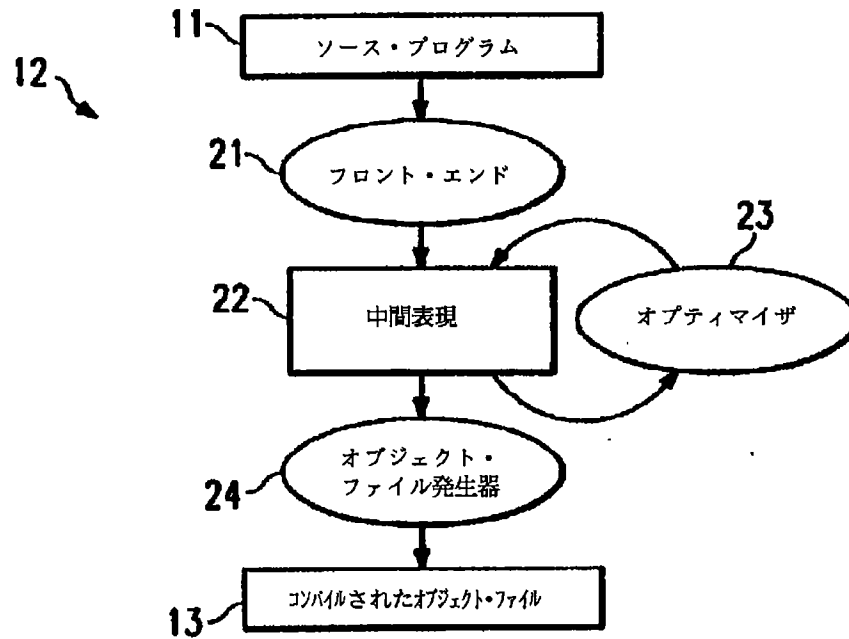 11
ソース・プログラム
12
21
フロント・エンド
23
22
中間表現
オプティマイザ
オブジェクト・
ファイル発生器
24
コンパイルされたオブジェクト・ファイル
13